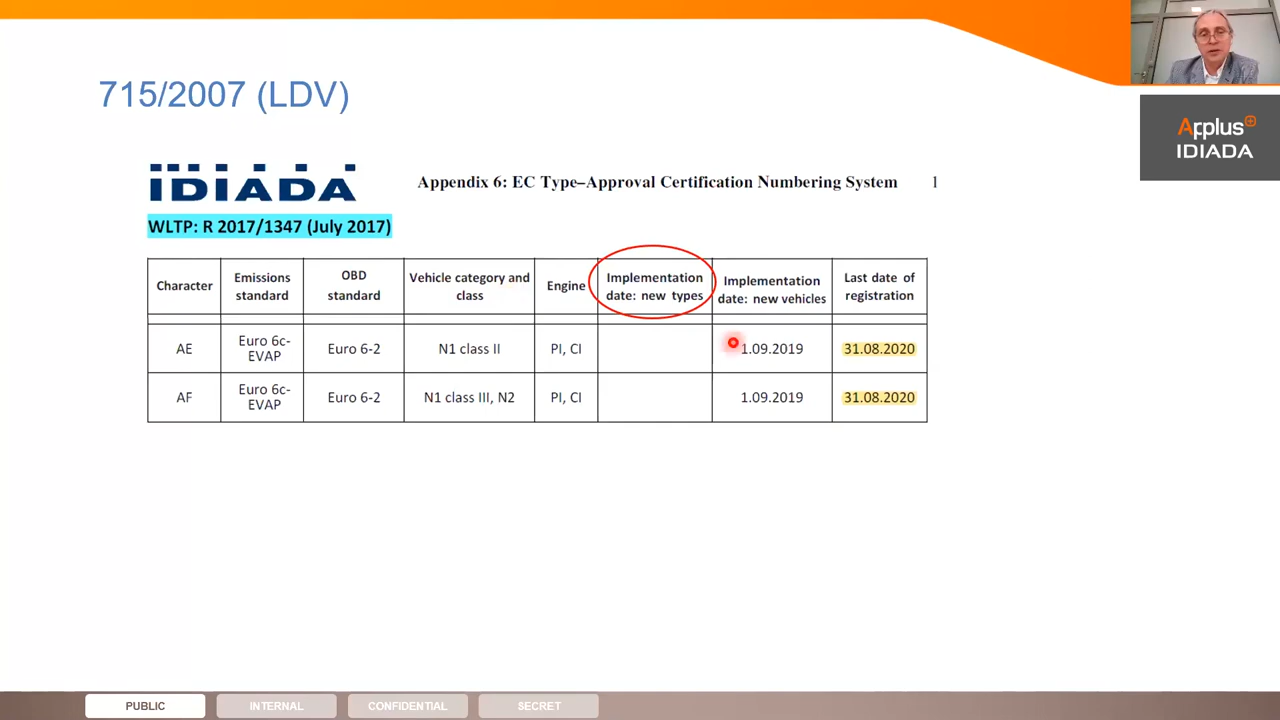 715/2007 (LDV)
Applus+
IDIADA
IDIADA
Appendix 6: EC Type–Approval Certification Numbering System 1
WLTP: R 2017/1347 (July 2017)
Character
Emissions
standard
OBD
standard
Vehicle category and
class
Engine
Implementation
date: new types
Implementation
date: new vehicles
Last date of
registration
AE
Euro 6c-
EVAP
Euro 6-2
N1 class II
PI, CI
1.09.2019
31.08.2020
AF
Euro 6c-
EVAP
Euro 6-2
N1 class III, N2
PI, CI
1.09.2019
31.08.2020
PUBLIC
INTERNAL
CONFIDENTIAL
SECRET